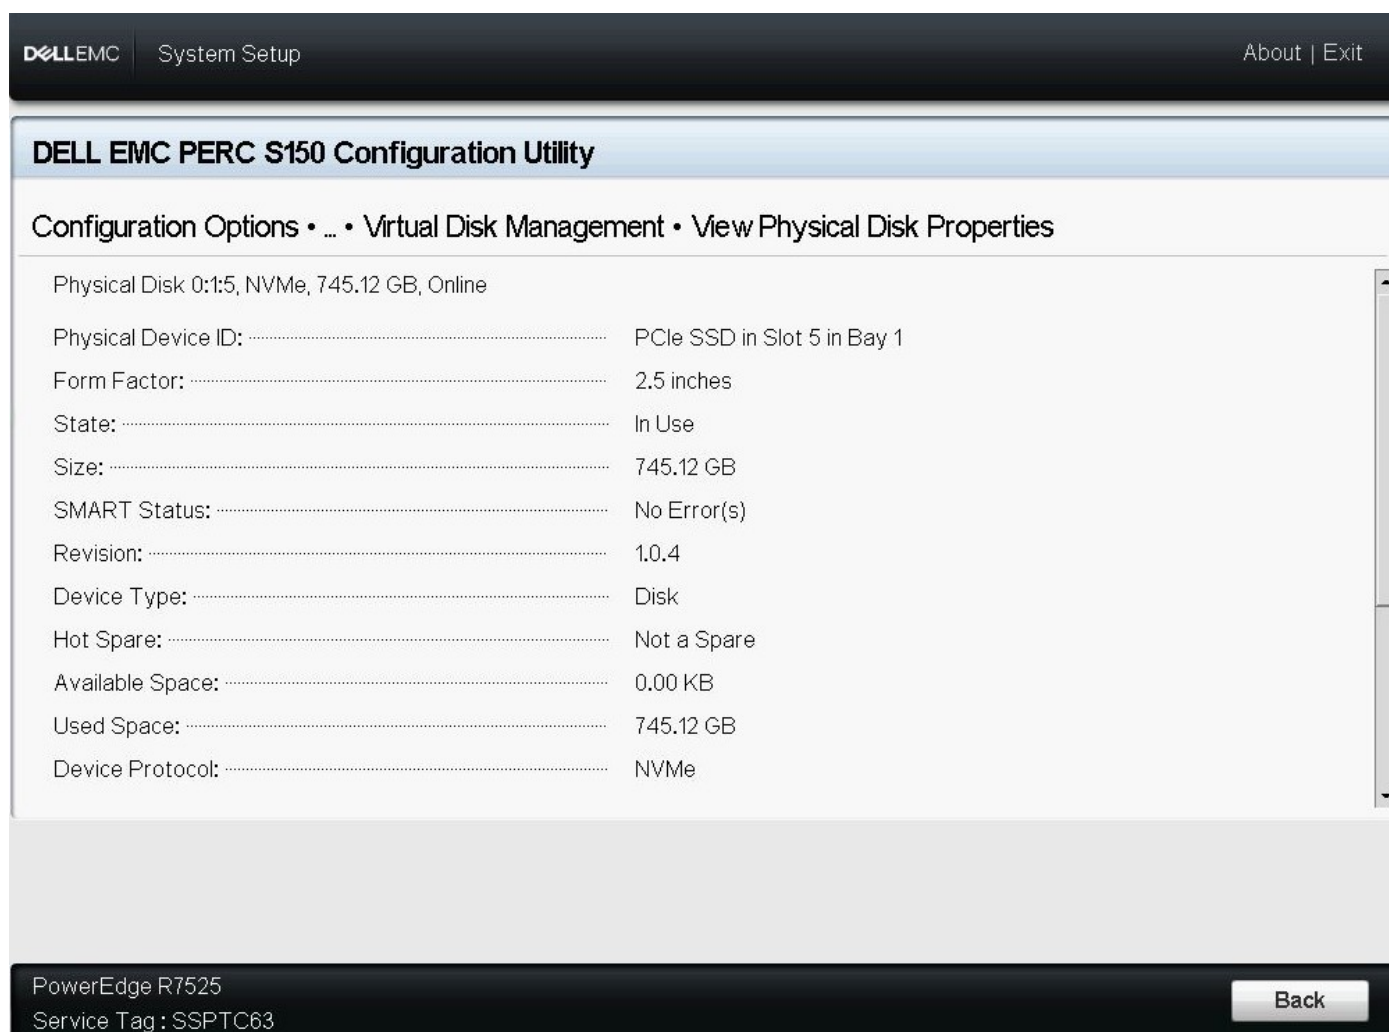 DELLEMC System Setup About | Exit
DELL EMC PERC S150 Configuration Utility
Configuration Options • ... • Virtual Disk Management • View Physical Disk Properties
Physical Disk 0:1:5, NVMe, 745.12 GB, Online
Physical Device ID: PCIe SSD in Slot 5 in Bay 1
Form Factor: 2.5 inches
State: In Use
Size: 745.12 GB
SMART Status: No Error(s)
Revision: 1.0.4
Device Type: Disk
Hot Spare: Not a Spare
Available Space: 0.00 KB
Used Space: 745.12 GB
Device Protocol: NVMe
PowerEdge R7525
Service Tag : SSPTC63
Back